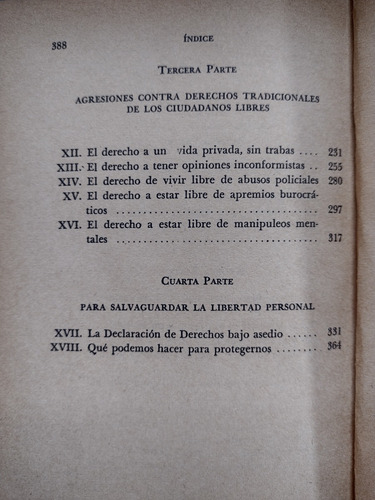 388
ÍNDICE
TERCERA PARTE
AGRESIONES CONTRA DERECHOS TRADICIONALES
DE LOS CIUDADANOS LIBRES
XII. El derecho a un vida privada, sin trabas .... 231
XIII. El derecho a tener opiniones inconformistas .. 255
XIV. El derecho de vivir libre de abusos policiales 280
XV. El derecho a estar libre de apremios burocrá-
ticos .................................. 297
XVI. El derecho a estar libre de manipuleos men-
tales .................................. 317
CUARTA PARTE
PARA SALVAGUARDAR LA LIBERTAD PERSONAL
XVII. La Declaración de Derechos bajo asedio ...... 331
XVIII. Qué podemos hacer para protegernos ........ 364